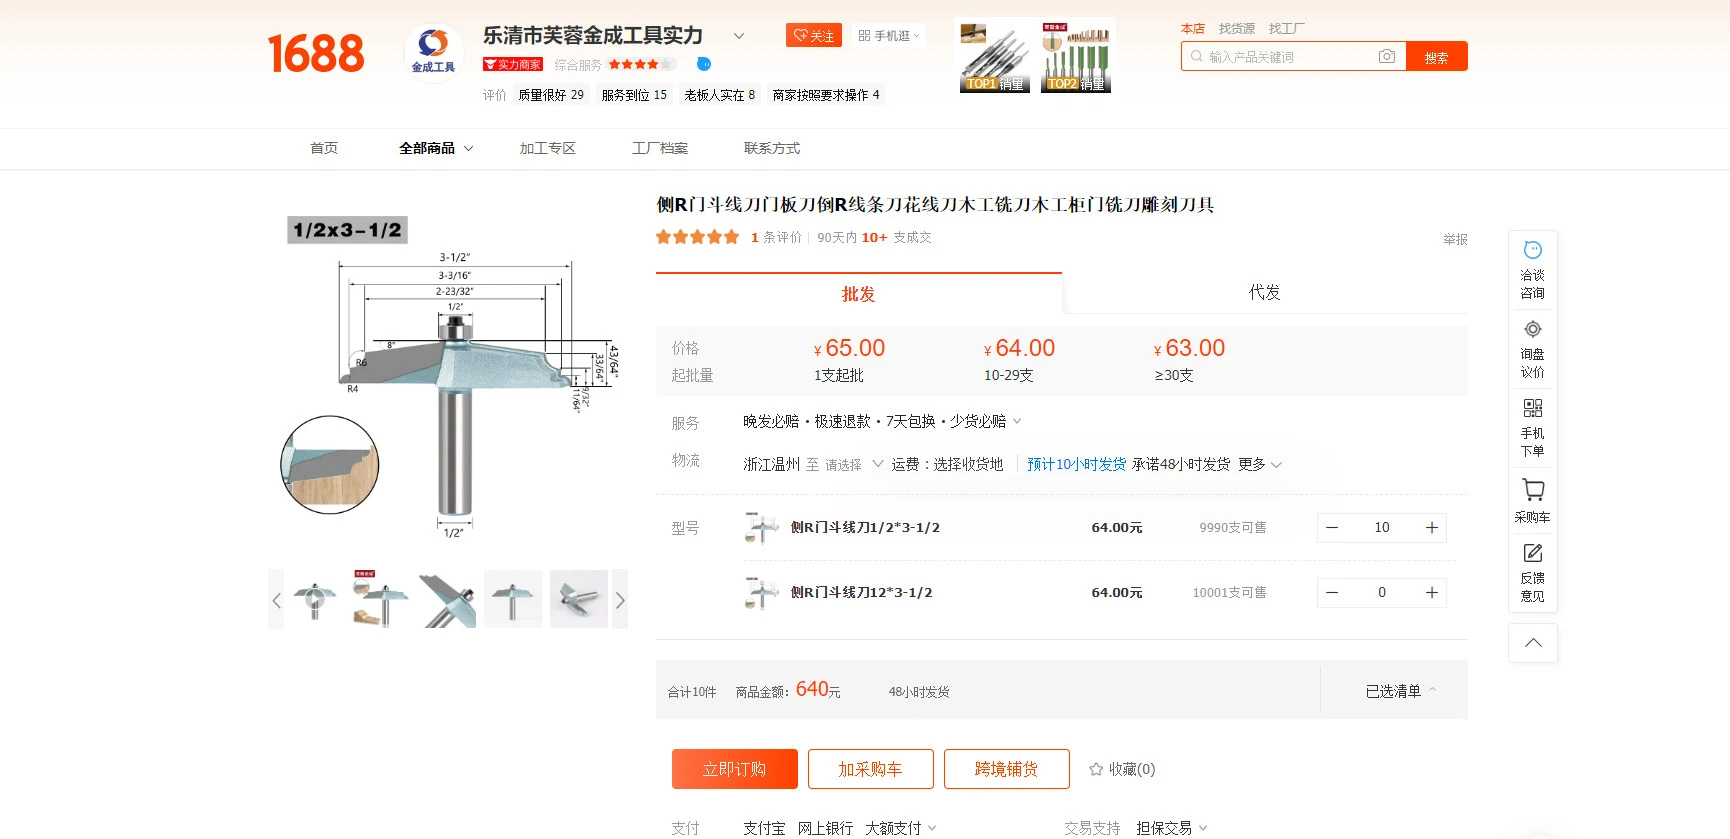 1688
金成工具
乐清市芙蓉金成工具实力
实力商家 综合服务
评价 质量很好 29 服务到位 15 老板人实在 8 商家按照要求操作 4
关注
手机逛
TOP1 销量
TOP2 销量
本店 找货源 找工厂
输入产品关键词
搜索
首页 全部商品 加工专区 工厂档案 联系方式
1/2x3-1/2
3-1/2"
3-3/16"
2-23/32"
1/2"
8°
R6
R4
43/64"
33/64"
9/32"
11/64"
1/2"
侧R门斗线刀门板刀倒R线条刀花线刀木工铣刀木工柜门铣刀雕刻刀具
1 条评价 90天内 10+ 支成交
举报
批发 代发
价格 ¥ 65.00 ¥ 64.00 ¥ 63.00
起批量 1支起批 10-29支 ≥30支
服务 晚发必赔 · 极速退款 · 7天包换 · 少货必赔
物流 浙江温州 至 请选择 运费：选择收货地 预计10小时发货 承诺48小时发货 更多
型号 侧R门斗线刀1/2*3-1/2 64.00元 9990支可售 − 10 +
侧R门斗线刀12*3-1/2 64.00元 10001支可售 − 0 +
合计10件 商品金额： 640元 48小时发货 已选清单
立即订购 加采购车 跨境铺货 收藏(0)
支付 支付宝 网上银行 大额支付 交易支持 担保交易
洽谈
咨询
询盘
议价
手机
下单
采购车
反馈
意见